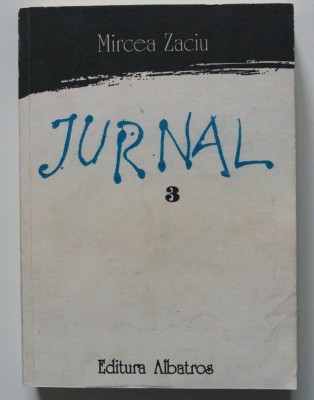 Mircea Zaciu
JURNAL
3
Editura Albatros